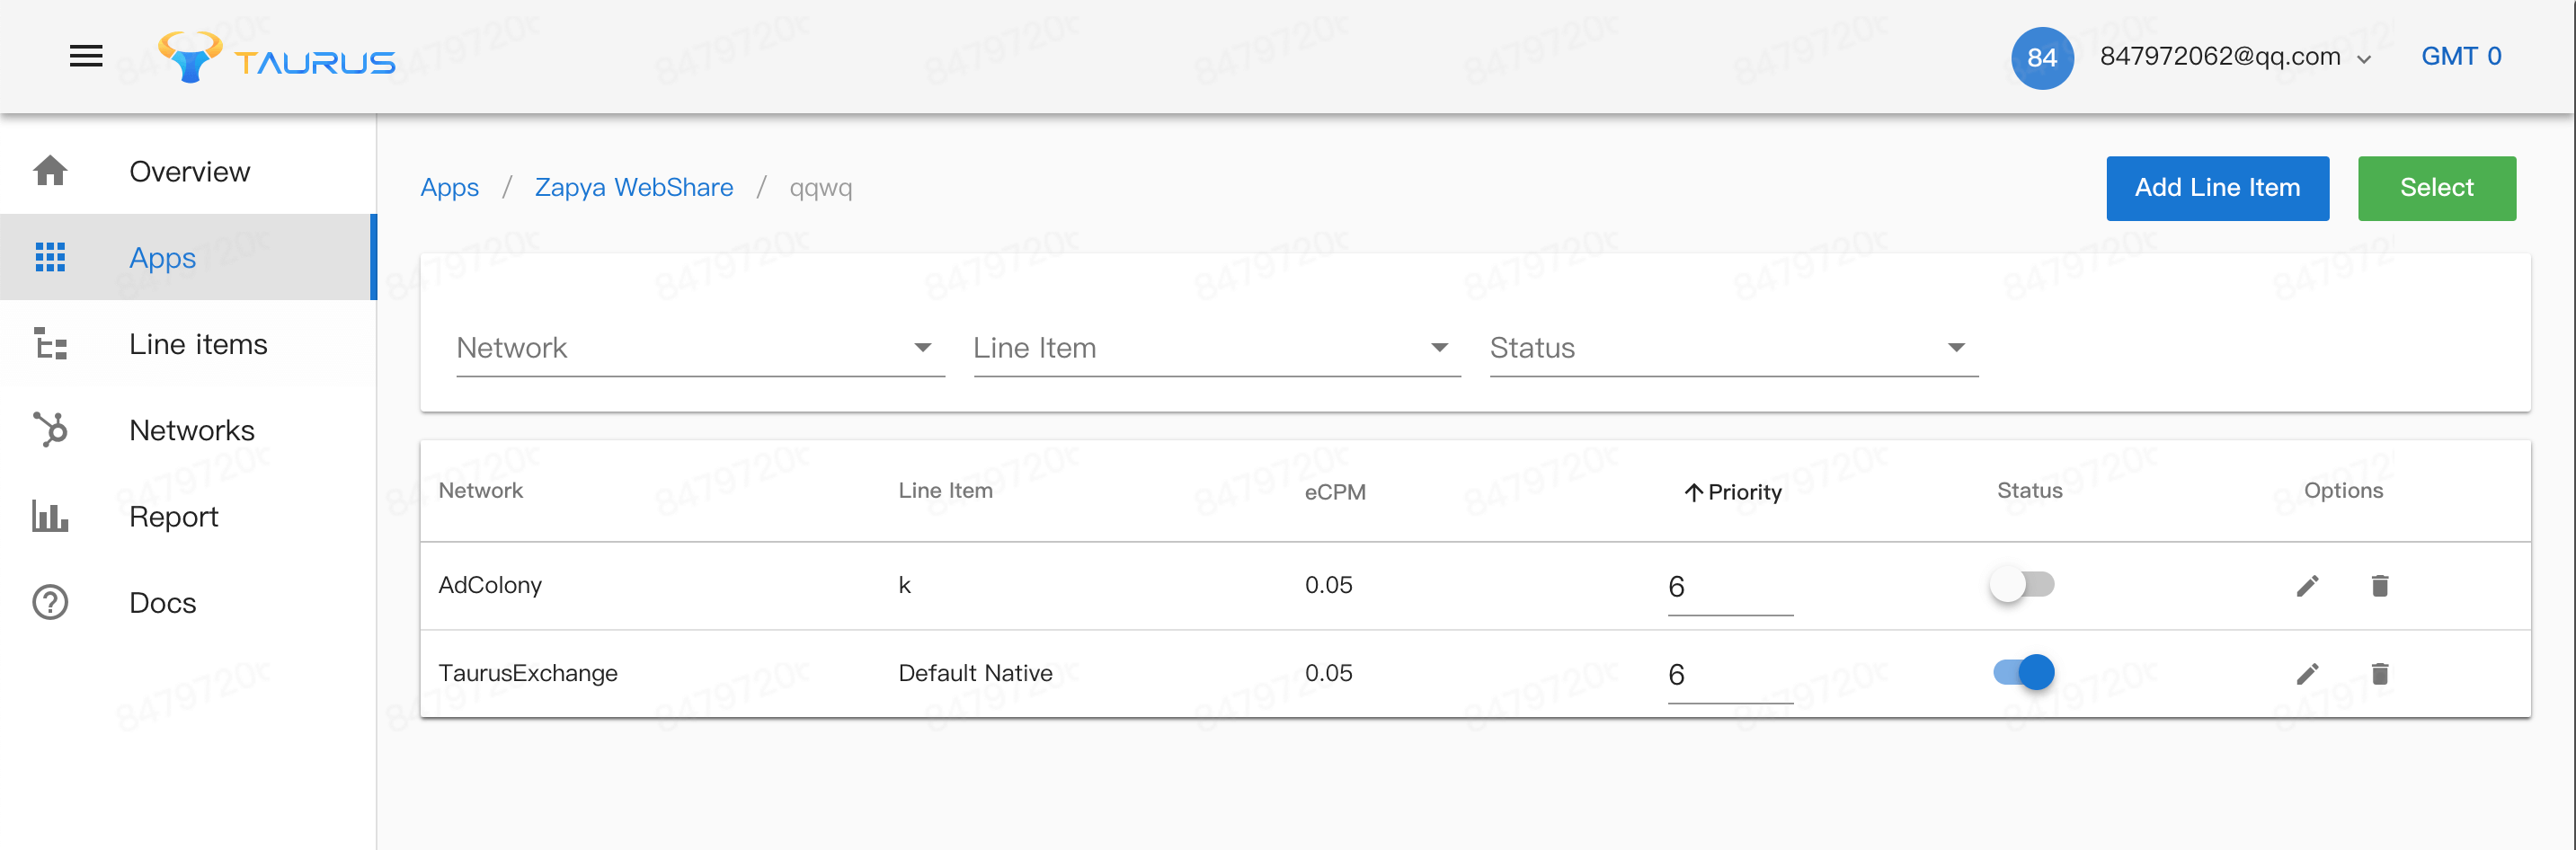 TAURUS
84 847972062@qq.com GMT 0
Overview
Apps
Line items
Networks
Report
Docs
Apps / Zapya WebShare / qqwq
Add Line Item Select
Network Line Item Status
Network Line Item eCPM Priority Status Options
AdColony k 0.05 6
TaurusExchange Default Native 0.05 6